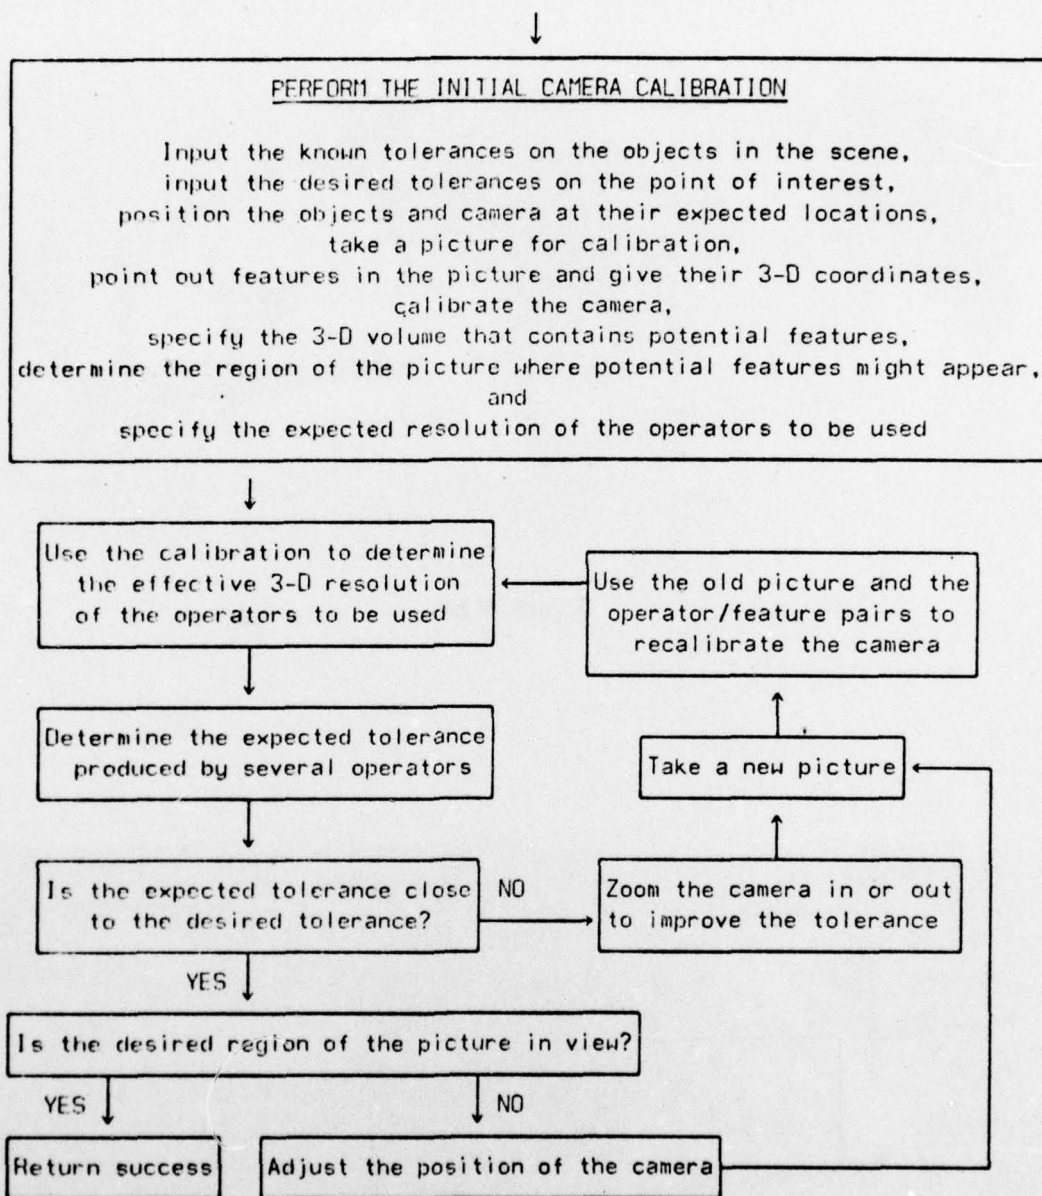 PERFORM THE INITIAL CAMERA CALIBRATION
Input the known tolerances on the objects in the scene,
input the desired tolerances on the point of interest,
position the objects and camera at their expected locations,
take a picture for calibration,
point out features in the picture and give their 3-D coordinates,
calibrate the camera,
specify the 3-D volume that contains potential features,
determine the region of the picture where potential features might appear,
and
specify the expected resolution of the operators to be used
Use the calibration to determine
the effective 3-D resolution
of the operators to be used
Use the old picture and the
operator/feature pairs to
recalibrate the camera
Determine the expected tolerance
produced by several operators
Take a new picture
Is the expected tolerance close
to the desired tolerance?
NO
Zoom the camera in or out
to improve the tolerance
YES
Is the desired region of the picture in view?
YES
NO
Return success
Adjust the position of the camera